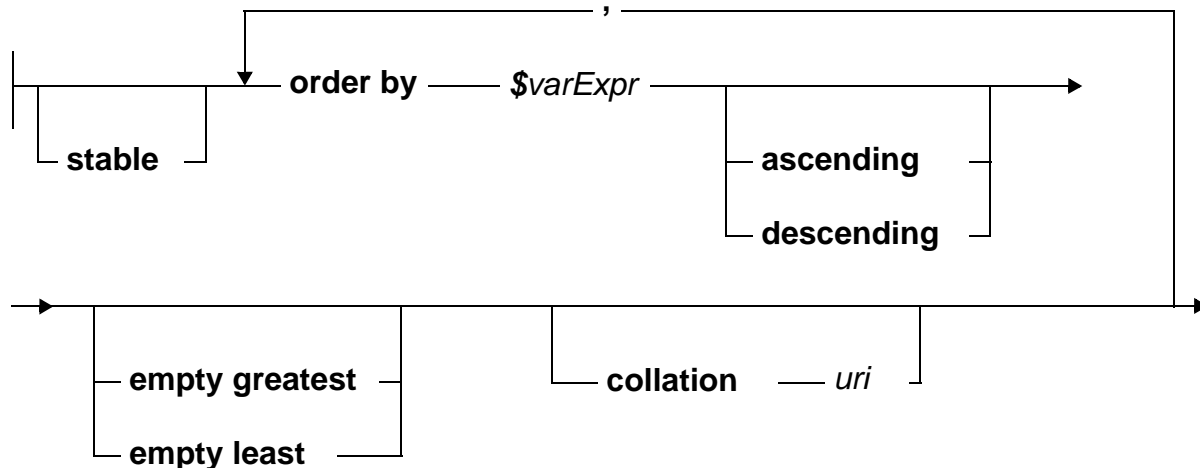 ,
order by $varExpr
stable ascending
descending
empty greatest collation uri
empty least